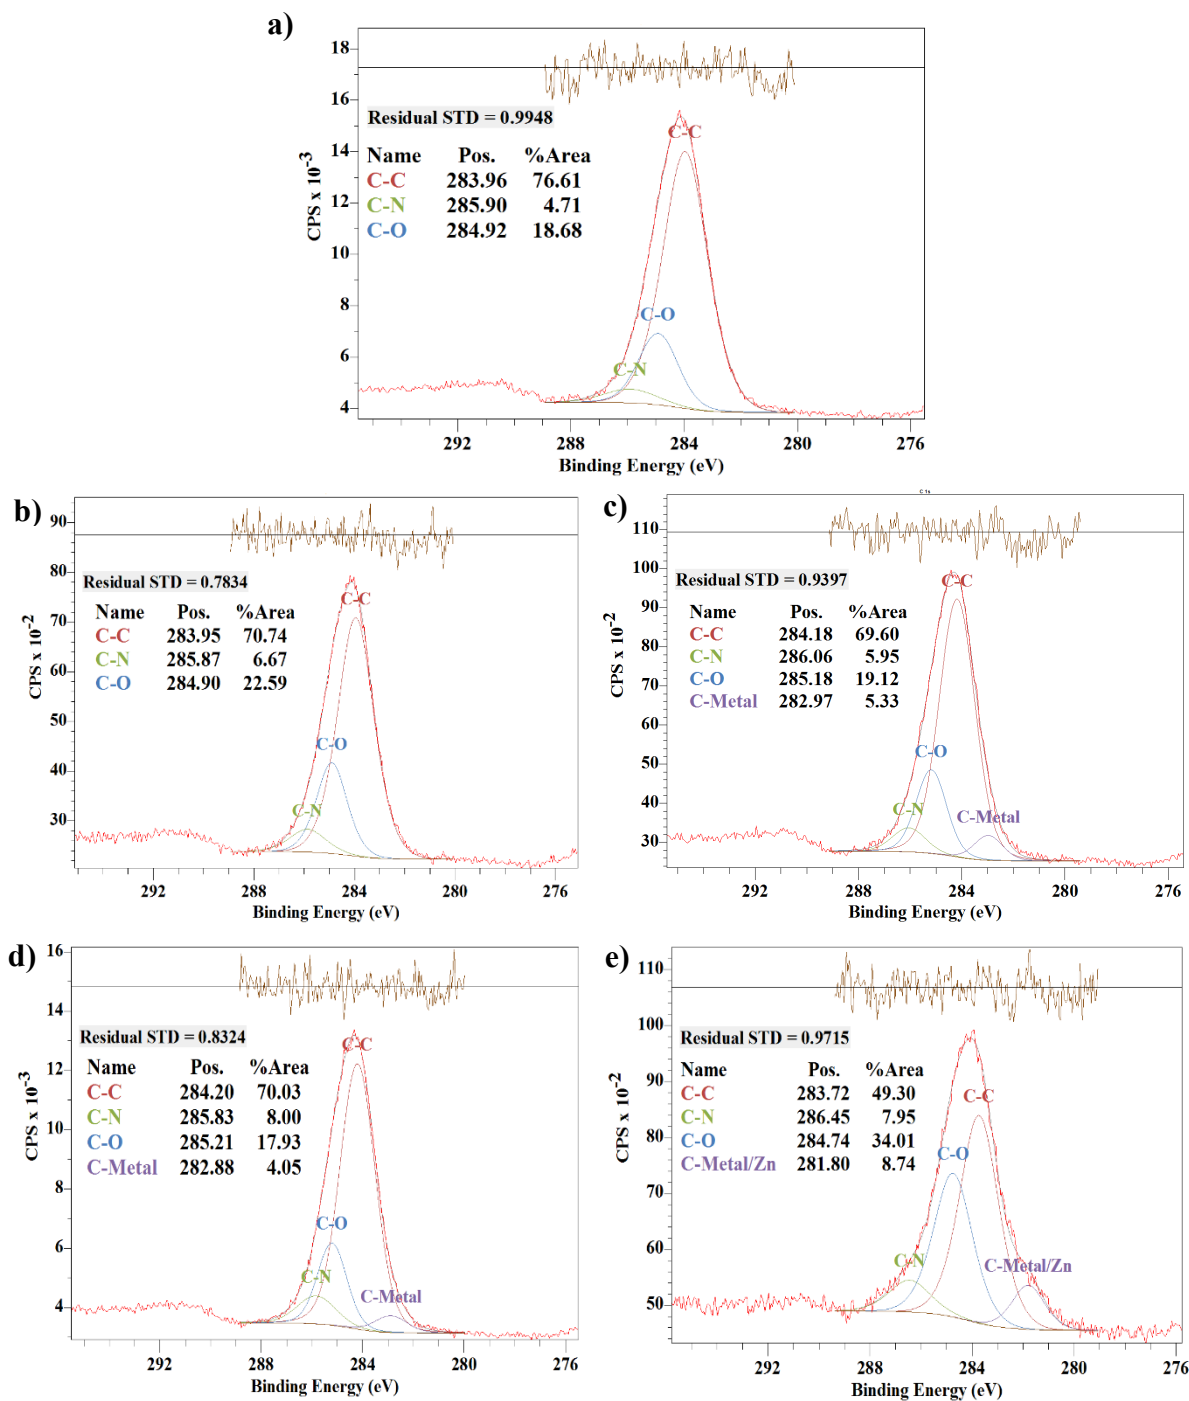 a)
18
16
14
12
10
8
6
4
CPS x 10-3
Residual STD = 0.9948
Name Pos. %Area
C-C 283.96 76.61
C-N 285.90 4.71
C-O 284.92 18.68
C-C
C-O
C-N
292 288 284 280 276
Binding Energy (eV)
b)
90
80
70
60
50
40
30
CPS x 10-2
Residual STD = 0.7834
Name Pos. %Area
C-C 283.95 70.74
C-N 285.87 6.67
C-O 284.90 22.59
C-C
C-O
C-N
292 288 284 280 276
Binding Energy (eV)
c)
C 1s
110
100
90
80
70
60
50
40
30
CPS x 10-2
Residual STD = 0.9397
Name Pos. %Area
C-C 284.18 69.60
C-N 286.06 5.95
C-O 285.18 19.12
C-Metal 282.97 5.33
C-C
C-O
C-N
C-Metal
292 288 284 280 276
Binding Energy (eV)
d)
16
14
12
10
8
6
4
CPS x 10-3
Residual STD = 0.8324
Name Pos. %Area
C-C 284.20 70.03
C-N 285.83 8.00
C-O 285.21 17.93
C-Metal 282.88 4.05
C-C
C-O
C-N
C-Metal
292 288 284 280 276
Binding Energy (eV)
e)
110
100
90
80
70
60
50
CPS x 10-2
Residual STD = 0.9715
Name Pos. %Area
C-C 283.72 49.30
C-N 286.45 7.95
C-O 284.74 34.01
C-Metal/Zn 281.80 8.74
C-C
C-O
C-N
C-Metal/Zn
292 288 284 280 276
Binding Energy (eV)